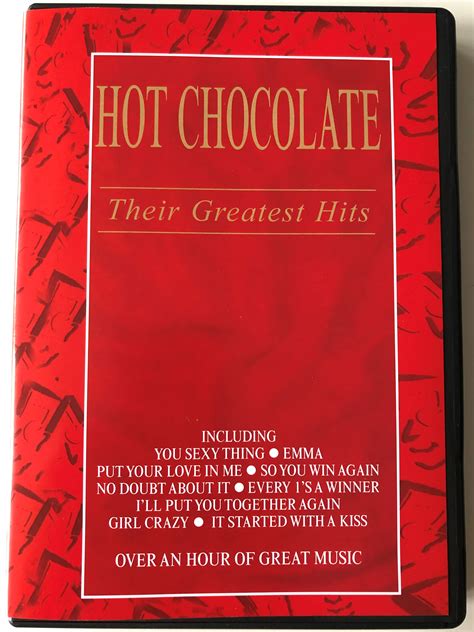 HOT CHOCOLATE
Their Greatest Hits
INCLUDING
YOU SEXY THING ● EMMA
PUT YOUR LOVE IN ME ● SO YOU WIN AGAIN
NO DOUBT ABOUT IT ● EVERY 1'S A WINNER
I'LL PUT YOU TOGETHER AGAIN
GIRL CRAZY ● IT STARTED WITH A KISS
OVER AN HOUR OF GREAT MUSIC